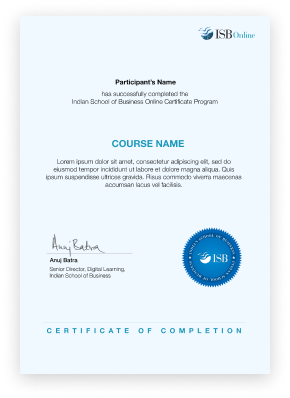 ISB Online
Participant's Name
has successfully completed the
Indian School of Business Online Certificate Program
COURSE NAME
Lorem ipsum dolor sit amet, consectetur adipiscing elit, sed do
eiusmod tempor incididunt ut labore et dolore magna aliqua. Quis
ipsum suspendisse ultrices gravida. Risus commodo viverra maecenas
accumsan lacus vel facilisis.
Anuj Batra
Anuj Batra
Senior Director, Digital Learning,
Indian School of Business
ISB
CERTIFICATE OF COMPLETION